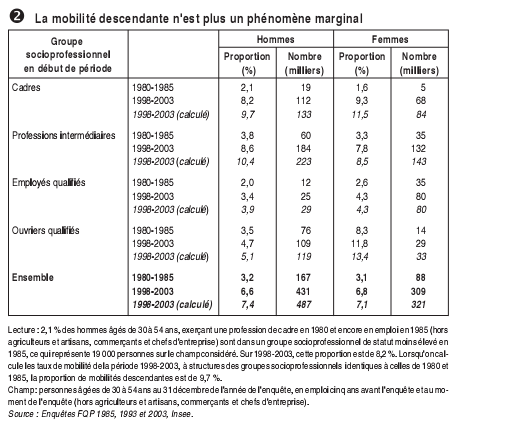 ❷ La mobilité descendante n'est plus un phénomène marginal
Groupe socioprofessionnel en début de période Hommes Femmes
Proportion (%) Nombre (milliers) Proportion (%) Nombre (milliers)
Cadres 1980-1985 2,1 19 1,6 5
1998-2003 8,2 112 9,3 68
1998-2003 (calculé) 9,7 133 11,5 84
Professions intermédiaires 1980-1985 3,8 60 3,3 35
1998-2003 8,6 184 7,8 132
1998-2003 (calculé) 10,4 223 8,5 143
Employés qualifiés 1980-1985 2,0 12 2,6 35
1998-2003 3,4 25 4,3 80
1998-2003 (calculé) 3,9 29 4,3 80
Ouvriers qualifiés 1980-1985 3,5 76 8,3 14
1998-2003 4,7 109 11,8 29
1998-2003 (calculé) 5,1 119 13,4 33
Ensemble 1980-1985 3,2 167 3,1 88
1998-2003 6,6 431 6,8 309
1998-2003 (calculé) 7,4 487 7,1 321
Lecture : 2,1 % des hommes âgés de 30 à 54 ans, exerçant une profession de cadre en 1980 et encore en emploi en 1985 (hors
agriculteurs et artisans, commerçants et chefs d'entreprise) sont dans un groupe socioprofessionnel de statut moins élevé en
1985, ce qui représente 19 000 personnes sur le champ considéré. Sur 1998-2003, cette proportion est de 8,2 %. Lorsqu'on cal-
cule les taux de mobilité de la période 1998-2003, à structures des groupes socioprofessionnels identiques à celles de 1980 et
1985, la proportion de mobilités descendantes est de 9,7 %.
Champ : personnes âgées de 30 à 54 ans au 31 décembre de l'année de l'enquête, en emploi cinq ans avant l'enquête et au mo-
ment de l'enquête (hors agriculteurs et artisans, commerçants et chefs d'entreprise).
Source : Enquêtes FQP 1985, 1993 et 2003, Insee.